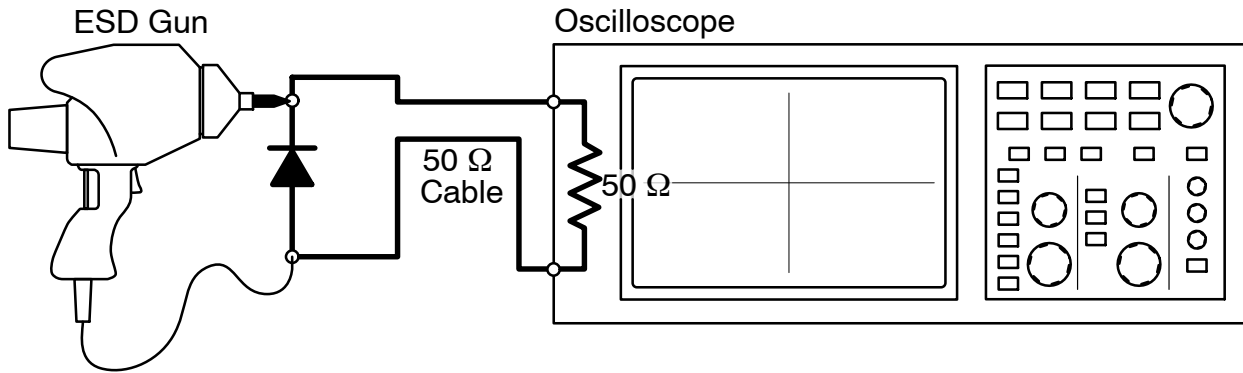 ESD Gun
Oscilloscope
50 Ω
Cable
50 Ω